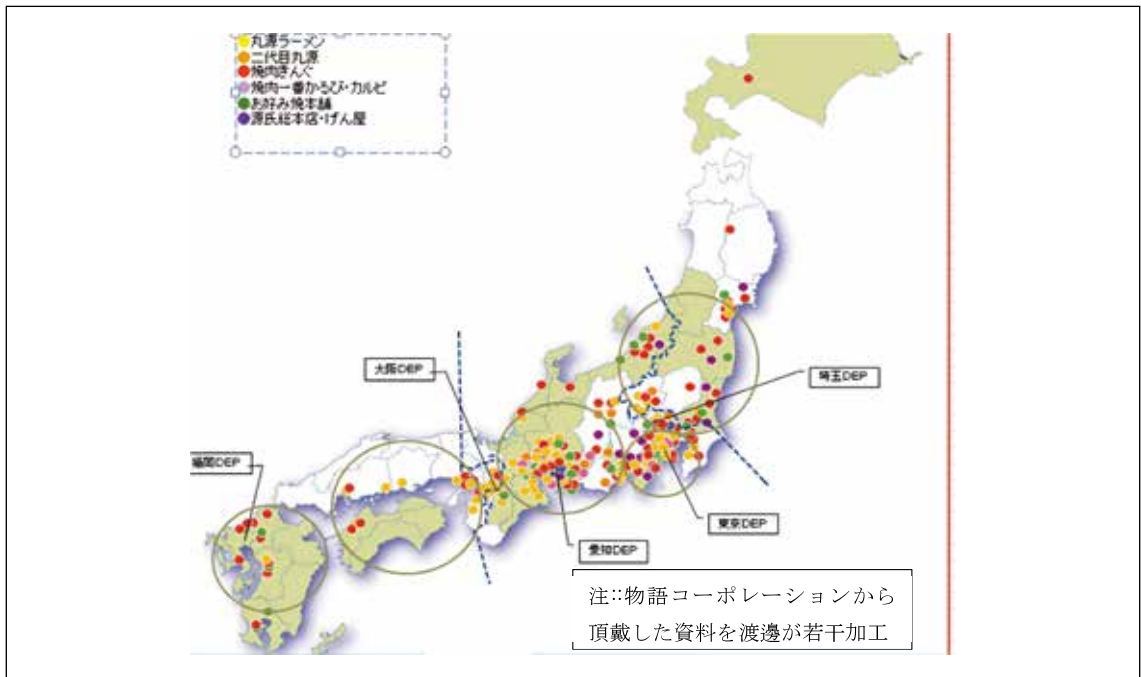 丸源ラーメン
二代目丸源
焼肉きんぐ
焼肉一番かるび・カルビ
お好み焼本舗
源氏総本店・げん屋
大阪DEP
埼玉DEP
福岡DEP
東京DEP
愛知DEP
注::物語コーポレーションから
頂戴した資料を渡邉が若干加工